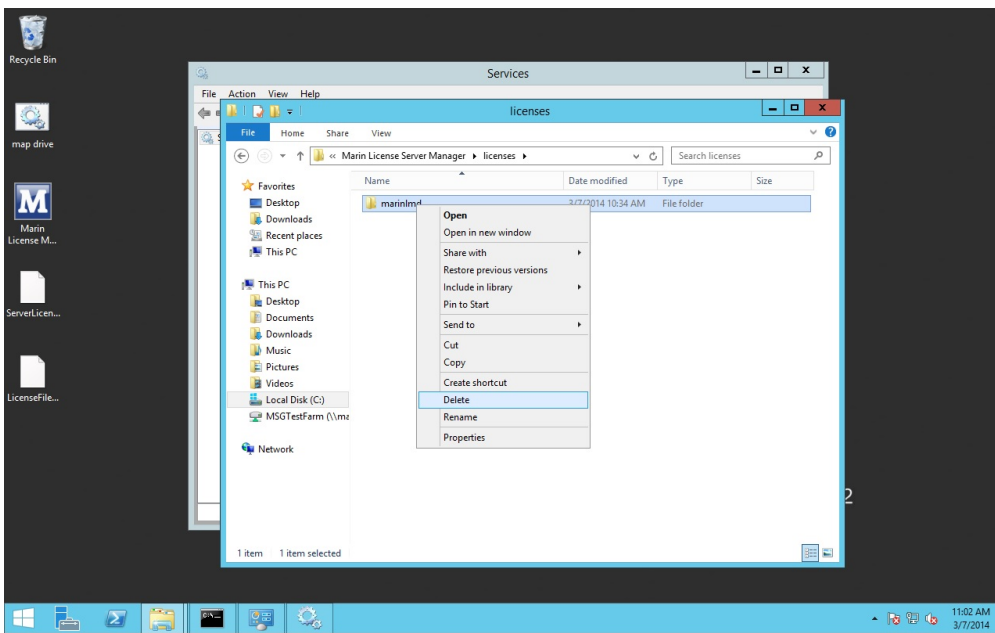 Recycle Bin
map drive
M
Marin
License M...
ServerLicen...
LicenseFile...
Services
File Action View Help
licenses
File Home Share View
« Marin License Server Manager licenses
Search licenses
Name Date modified Type Size
marinlmd 3/7/2014 10:34 AM File folder
Favorites
Desktop
Downloads
Recent places
This PC
This PC
Desktop
Documents
Downloads
Music
Pictures
Videos
Local Disk (C:)
MSGTestFarm (\\ma
Network
Open
Open in new window
Share with
Restore previous versions
Include in library
Pin to Start
Send to
Cut
Copy
Create shortcut
Delete
Rename
Properties
2
1 item 1 item selected
11:02 AM
3/7/2014